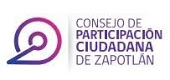 CONSEJO DE
PARTICIPACIÓN
CIUDADANA
DE ZAPOTLÁN